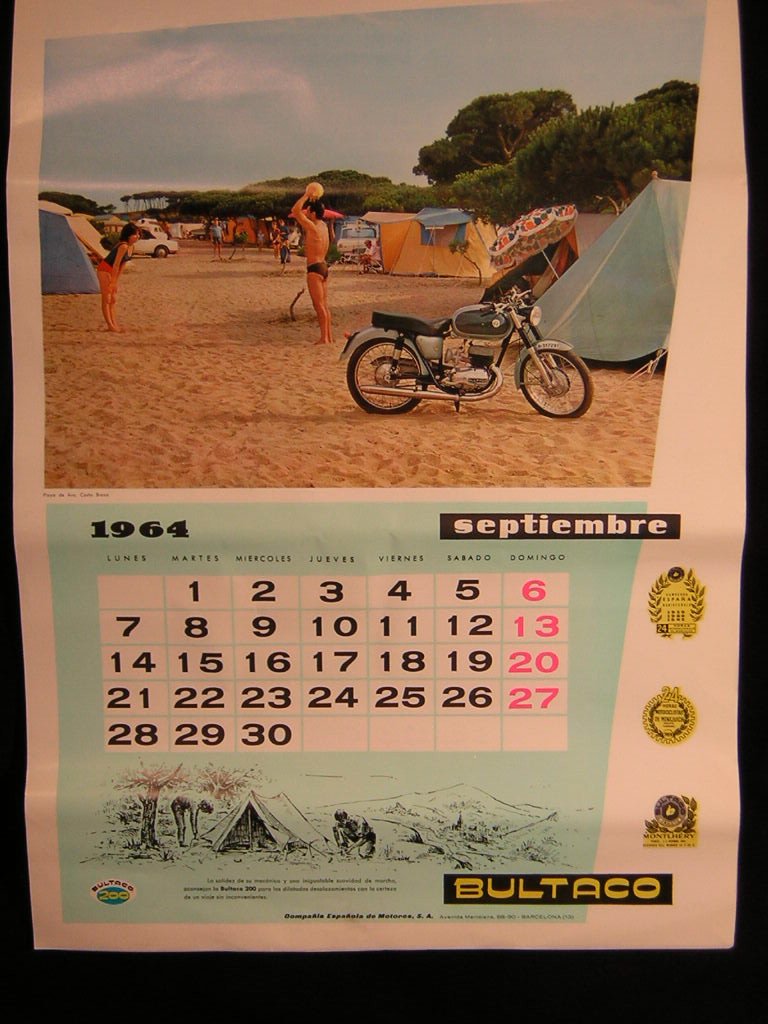 Playa de Aro, Costa Brava
1964
septiembre
LUNES MARTES MIERCOLES JUEVES VIERNES SABADO DOMINGO
1 2 3 4 5 6
7 8 9 10 11 12 13
14 15 16 17 18 19 20
21 22 23 24 25 26 27
28 29 30
ESPAÑA
24
24
HORAS
MOTOCICLISTAS
DE MONTJUICH
MONTLHERY
La solidez de su mecánica y una inigualable suavidad de marcha,
aconsejan la Bultaco 200 para los dilatados desplazamientos con la certeza
de un viaje sin inconvenientes.
BULTACO
200
BULTACO
Compañía Española de Motores, S. A. Avenida Meridiana, 88-90 - BARCELONA (13)